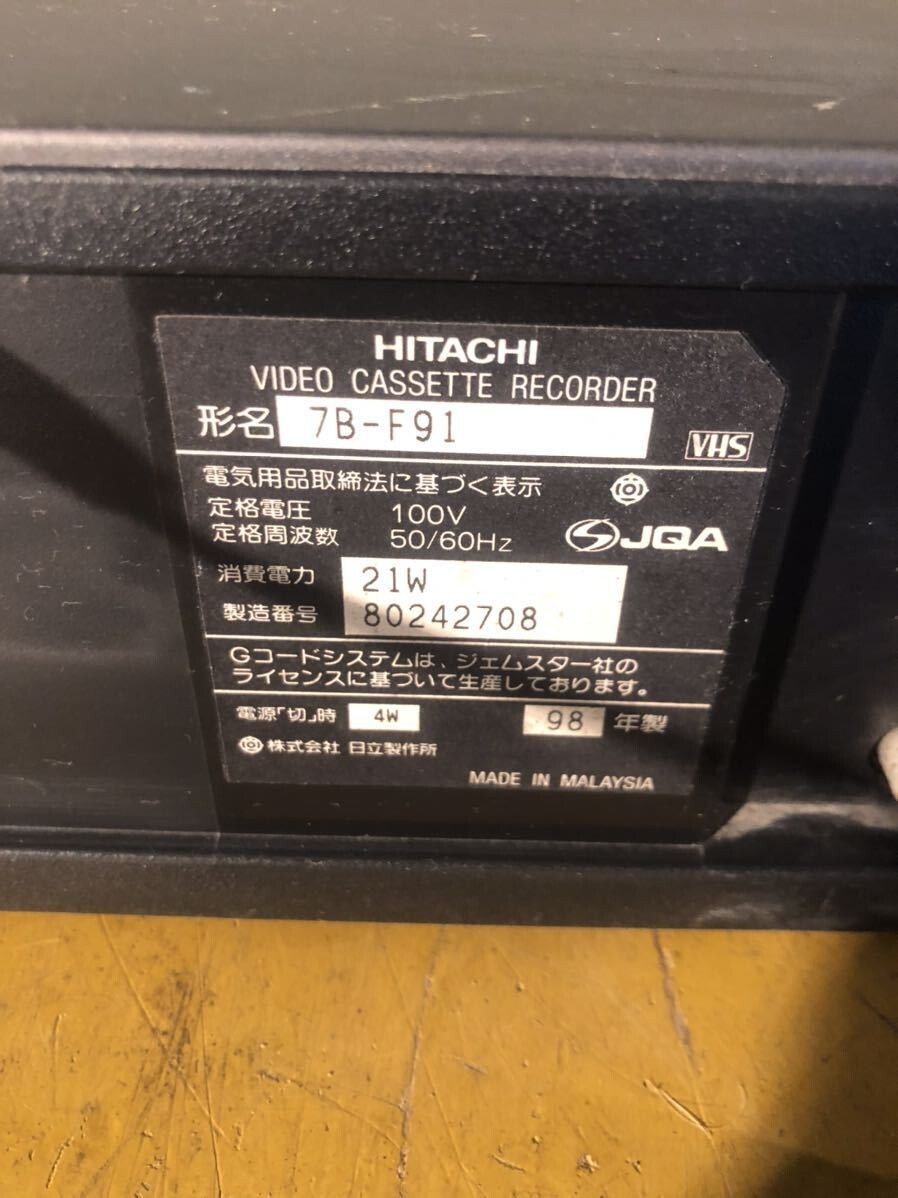 HITACHI
VIDEO CASSETTE RECORDER
形名 7B-F91
VHS
電気用品取締法に基づく表示
定格電圧 100V
定格周波数 50/60Hz
JQA
消費電力 21W
製造番号 80242708
Gコードシステムは、ジェムスター社の
ライセンスに基づいて生産しております。
電源「切」時 4W 98 年製
株式会社 日立製作所
MADE IN MALAYSIA